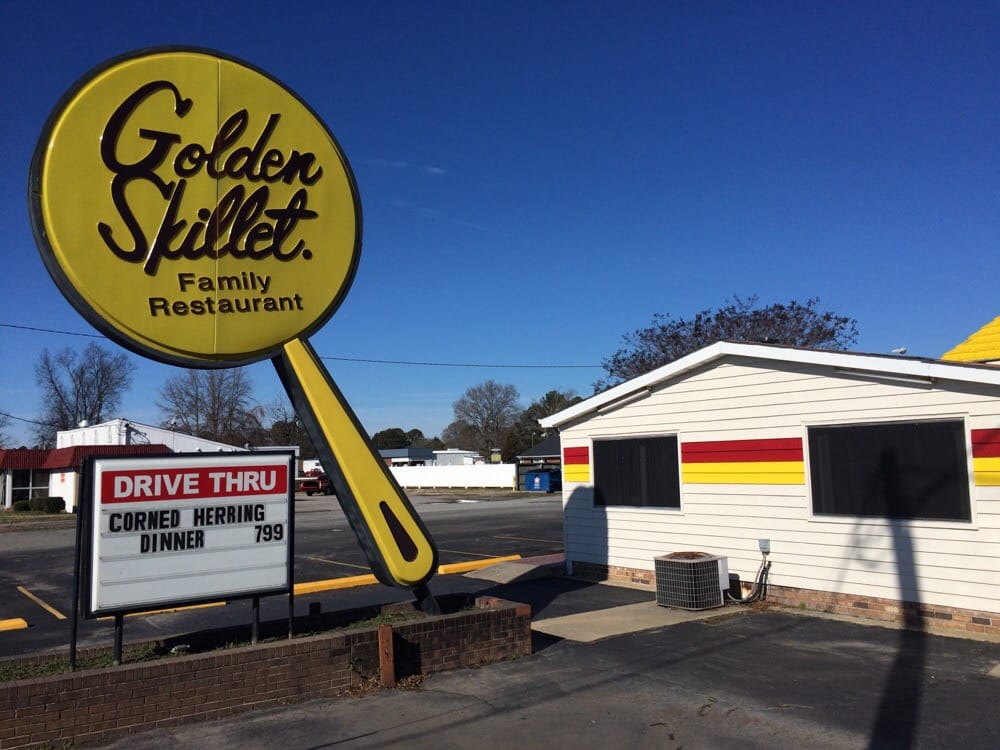 Golden
Skillet.
Family
Restaurant
DRIVE THRU
CORNED HERRING
DINNER 799